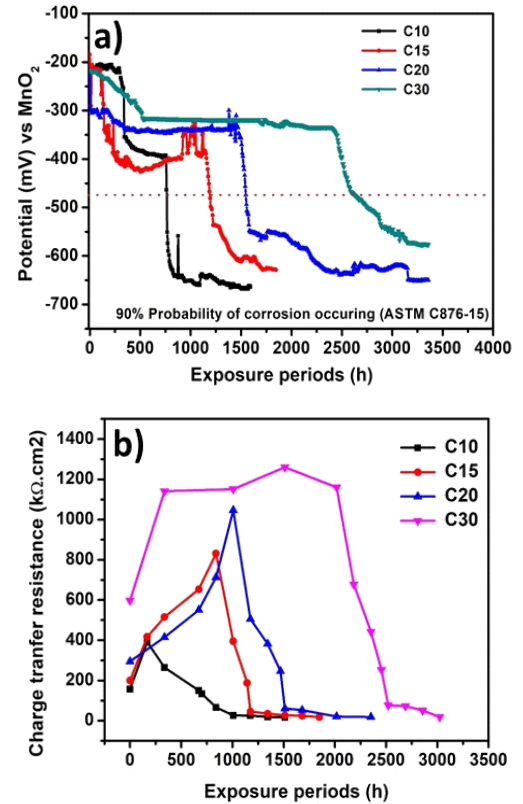 a)
C10
C15
C20
C30
-100
-200
-300
-400
-500
-600
-700
Potential (mV) vs MnO2
90% Probability of corrosion occuring (ASTM C876-15)
0 500 1000 1500 2000 2500 3000 3500 4000
Exposure periods (h)
b)
C10
C15
C20
C30
1400
1200
1000
800
600
400
200
0
Charge tranfer resistance (kΩ.cm2)
0 500 1000 1500 2000 2500 3000 3500
Exposure periods (h)